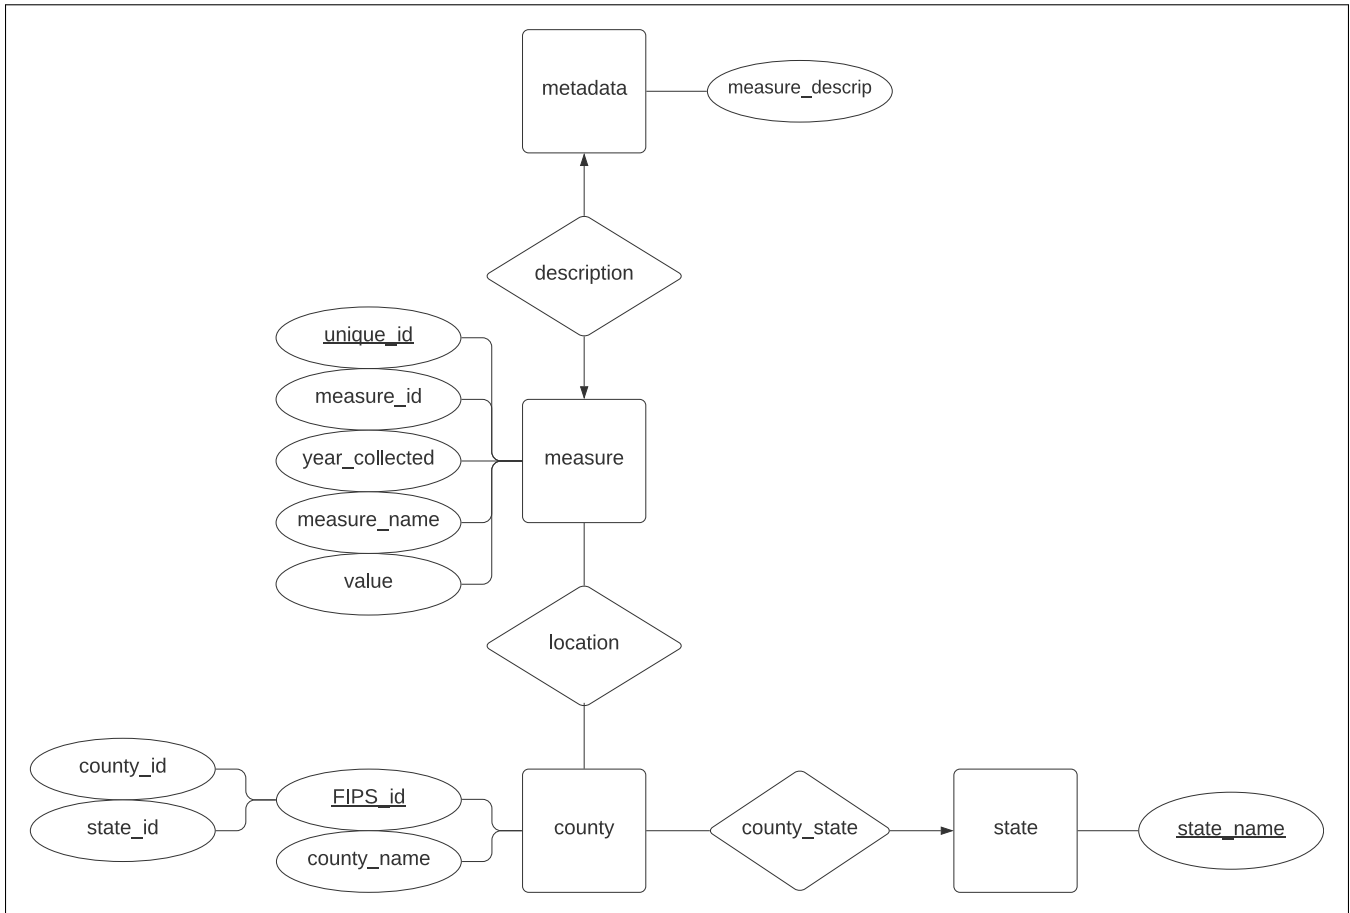 metadata
measure_descrip
description
unique_id
measure_id
year_collected
measure_name
value
measure
location
county_id
state_id
FIPS_id
county_name
county
county_state
state
state_name